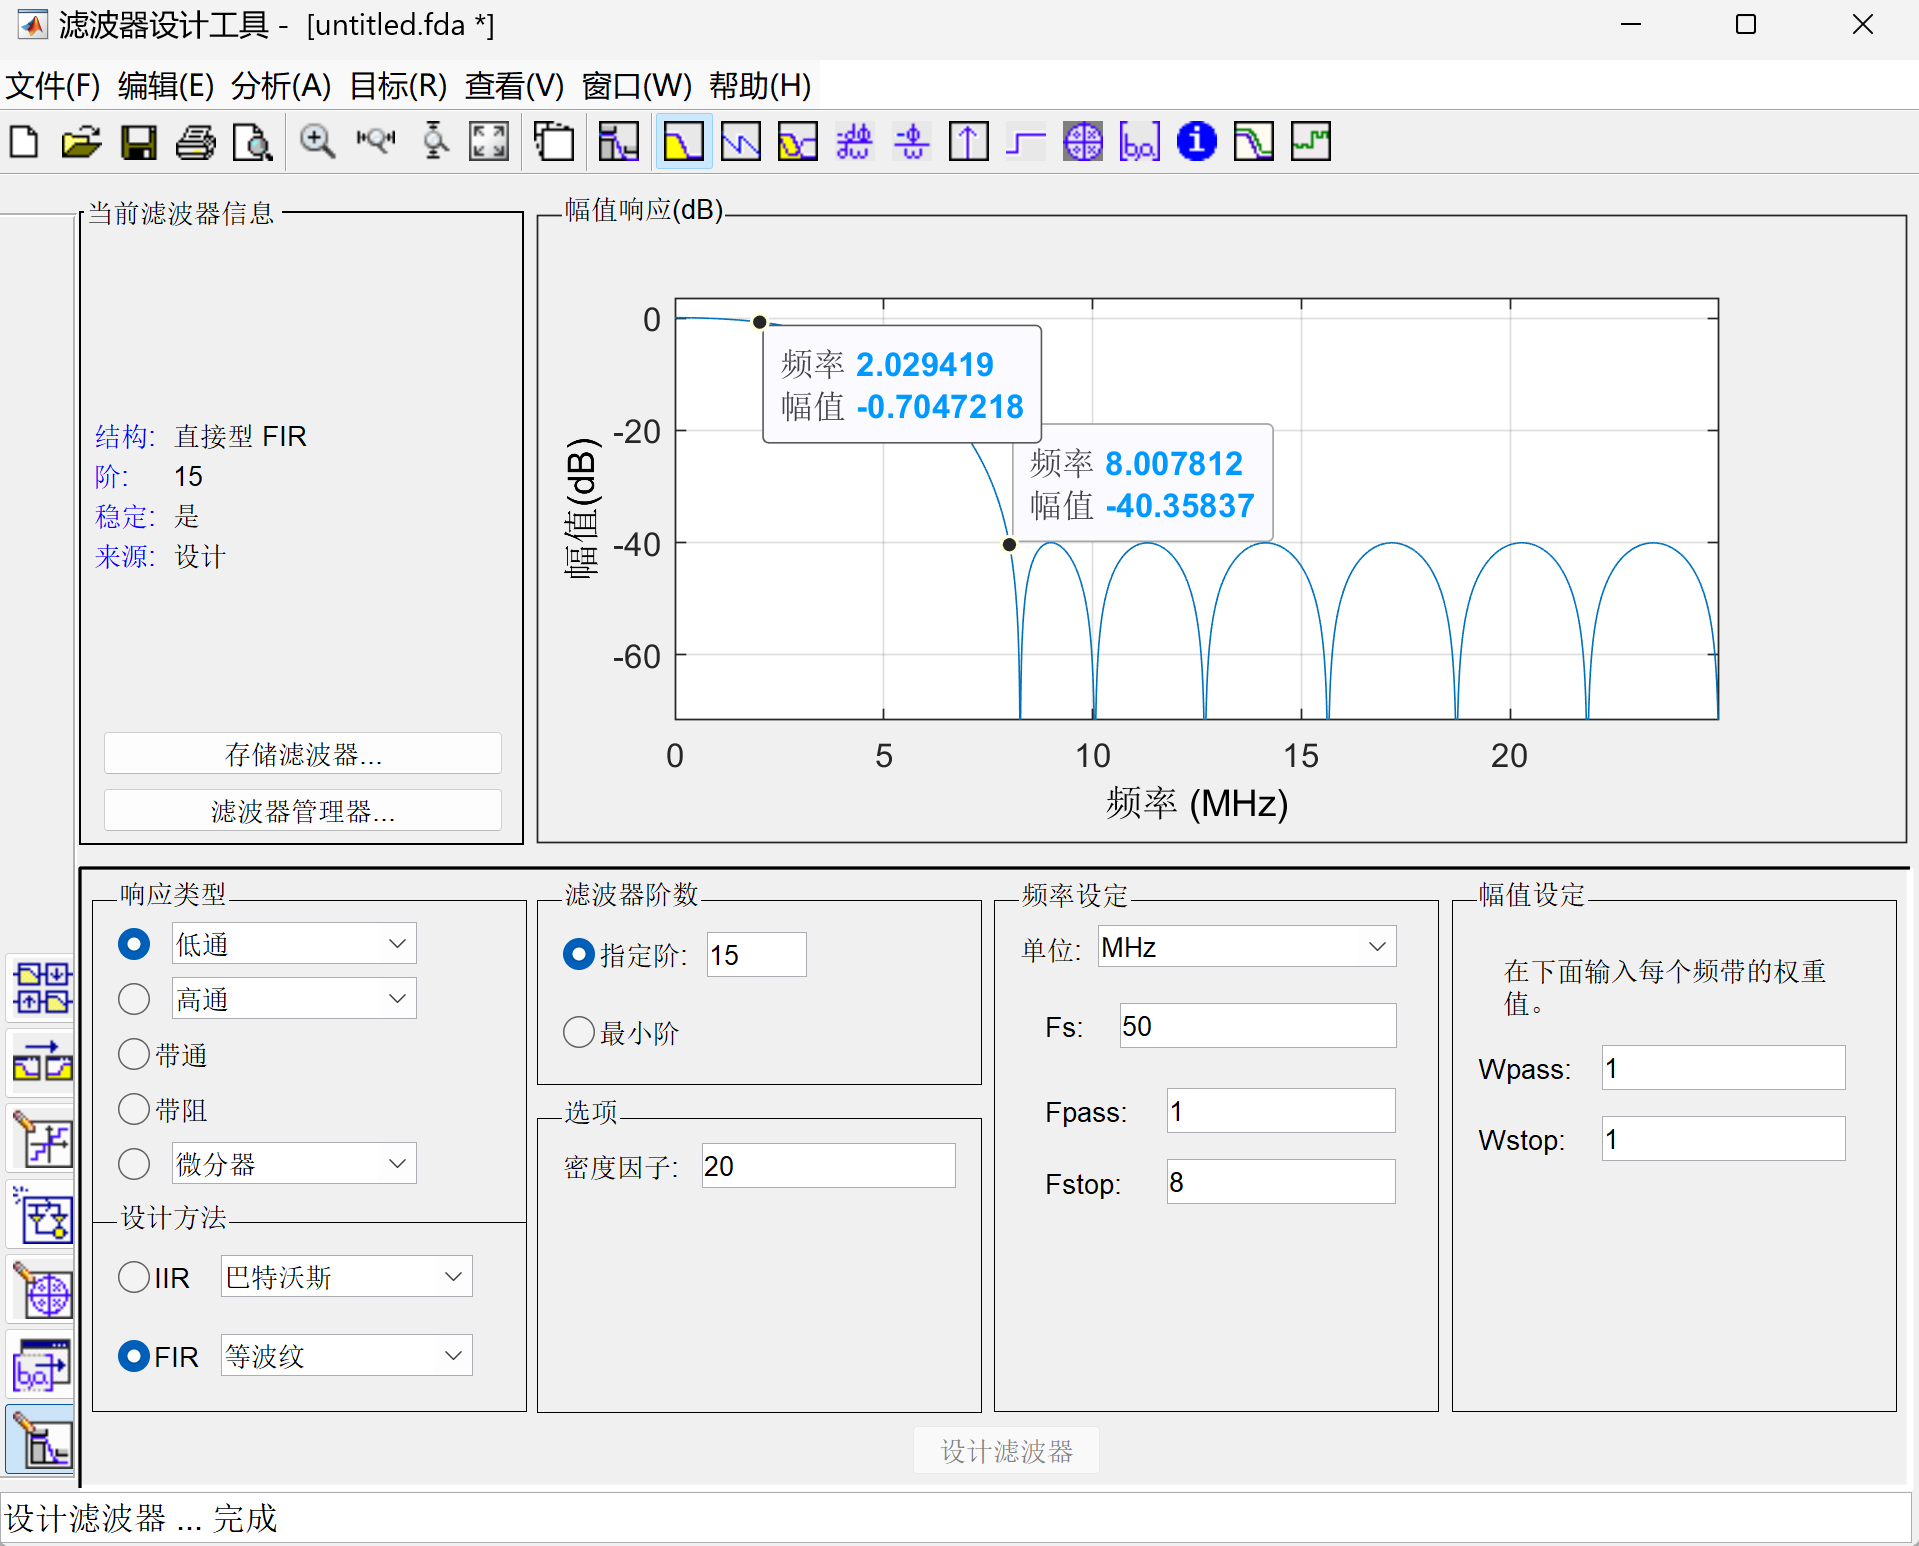 滤波器设计工具 - [untitled.fda *]
文件(F) 编辑(E) 分析(A) 目标(R) 查看(V) 窗口(W) 帮助(H)
当前滤波器信息
结构: 直接型 FIR
阶: 15
稳定: 是
来源: 设计
存储滤波器...
滤波器管理器...
幅值响应(dB)
0
-20
-40
-60
幅值(dB)
频率 2.029419
幅值 -0.7047218
频率 8.007812
幅值 -40.35837
0 5 10 15 20
频率 (MHz)
响应类型
低通
高通
带通
带阻
微分器
设计方法
IIR 巴特沃斯
FIR 等波纹
滤波器阶数
指定阶: 15
最小阶
选项
密度因子: 20
频率设定
单位: MHz
Fs: 50
Fpass: 1
Fstop: 8
幅值设定
在下面输入每个频带的权重
值。
Wpass: 1
Wstop: 1
设计滤波器
设计滤波器 ... 完成